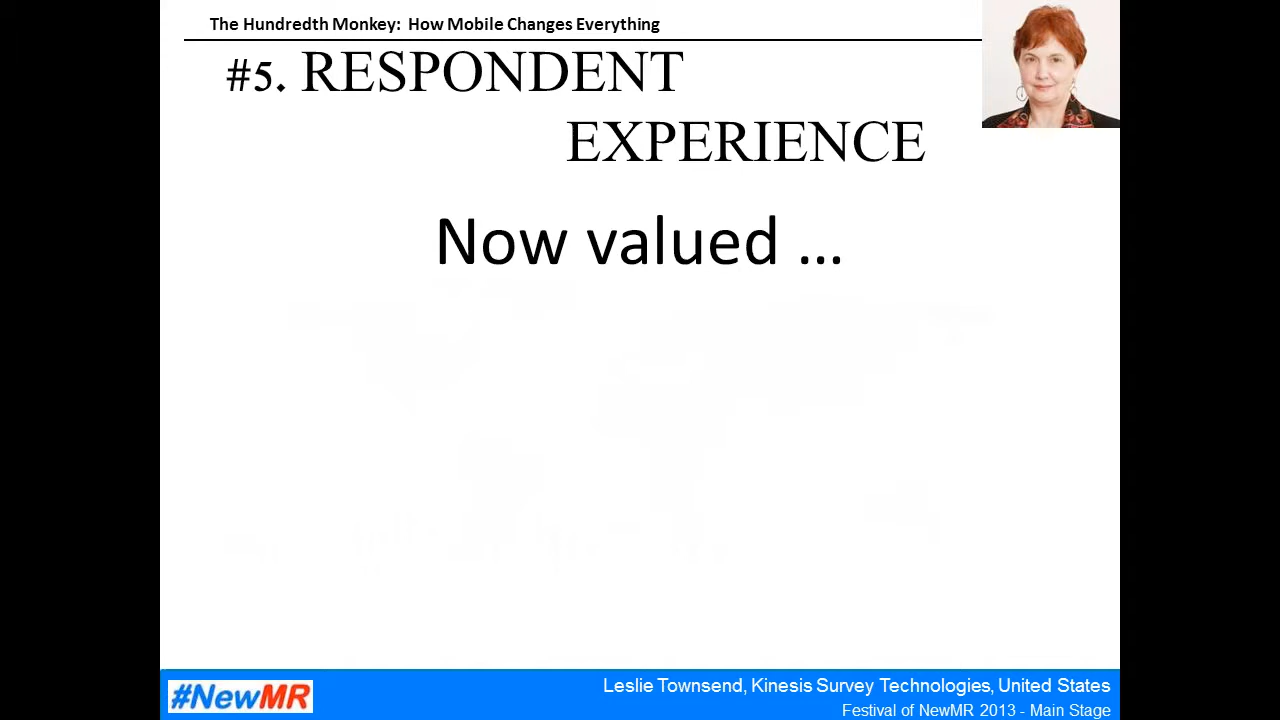 The Hundredth Monkey: How Mobile Changes Everything
#5. RESPONDENT
EXPERIENCE
Now valued ...
#NewMR
Leslie Townsend, Kinesis Survey Technologies, United States
Festival of NewMR 2013 - Main Stage